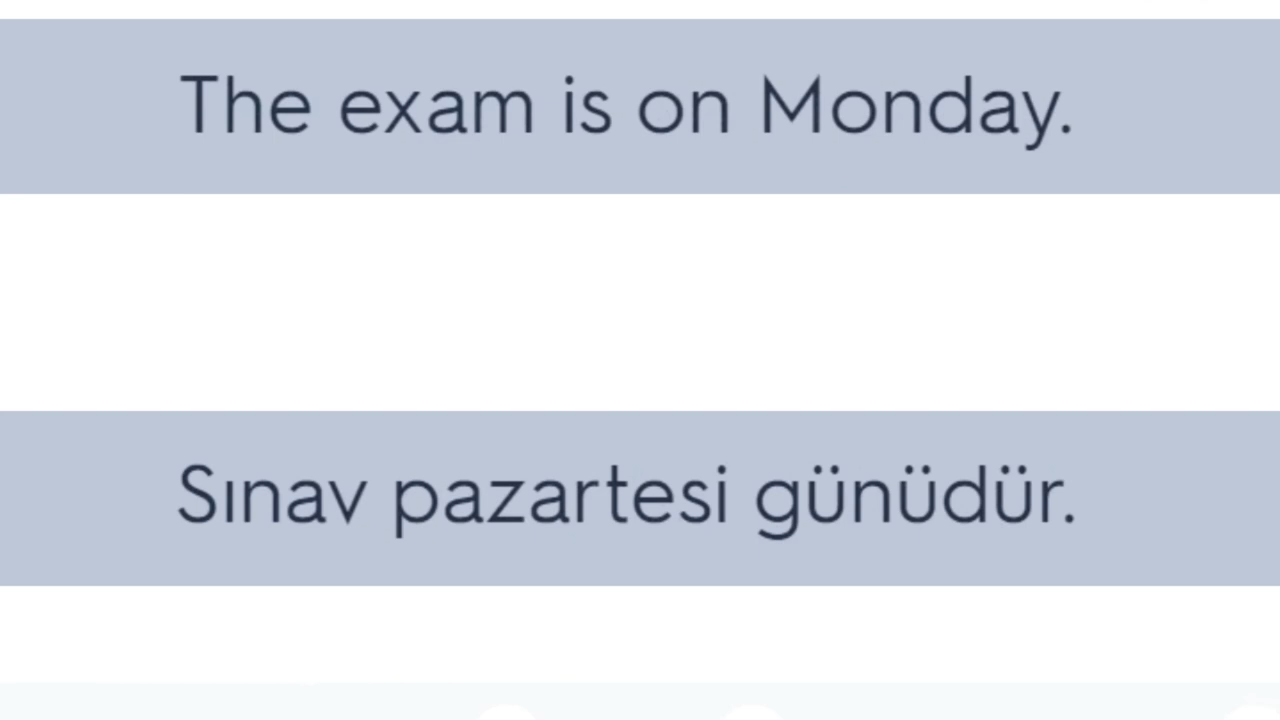 The exam is on Monday.
Sınav pazartesi günüdür.